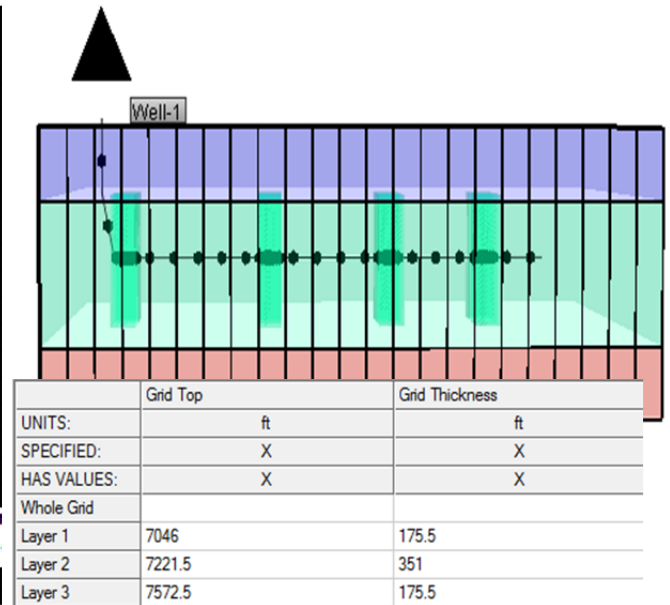 Well-1
Grid Top Grid Thickness
UNITS: ft ft
SPECIFIED: X X
HAS VALUES: X X
Whole Grid
Layer 1 7046 175.5
Layer 2 7221.5 351
Layer 3 7572.5 175.5